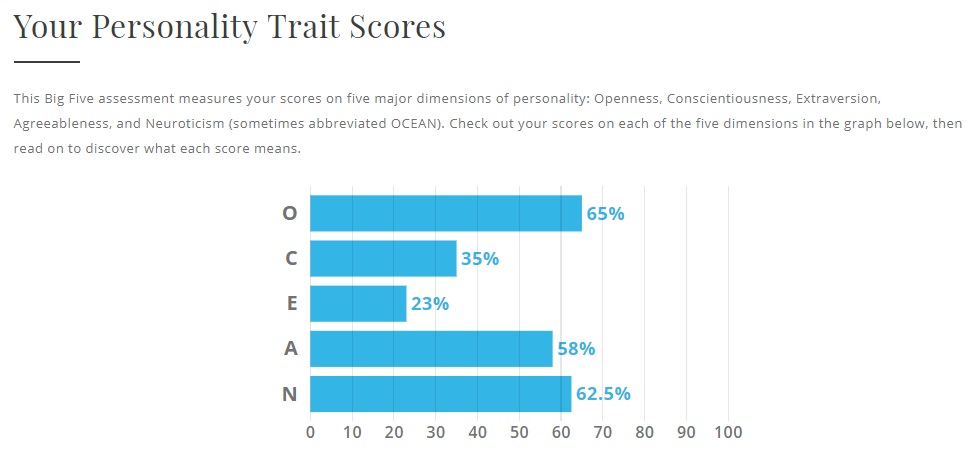 Your Personality Trait Scores
This Big Five assessment measures your scores on five major dimensions of personality: Openness, Conscientiousness, Extraversion,
Agreeableness, and Neuroticism (sometimes abbreviated OCEAN). Check out your scores on each of the five dimensions in the graph below, then
read on to discover what each score means.
O 65%
C 35%
E 23%
A 58%
N 62.5%
0 10 20 30 40 50 60 70 80 90 100